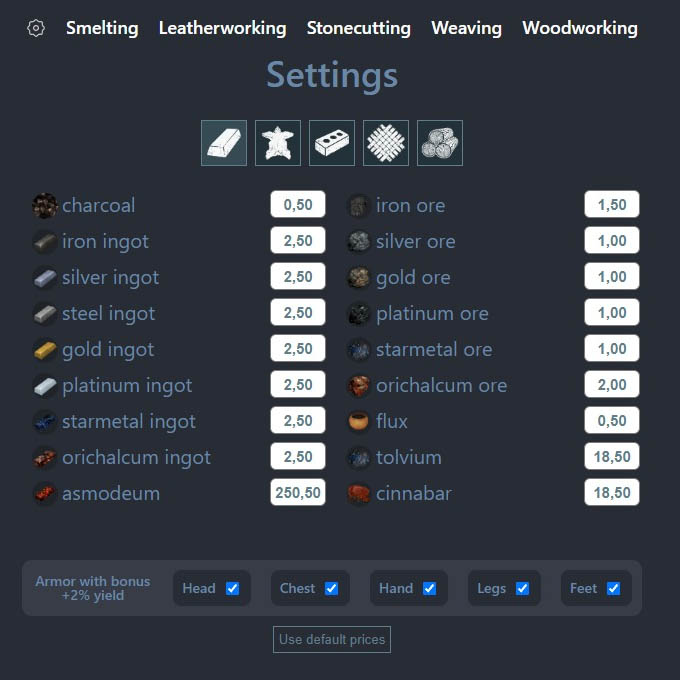 Smelting Leatherworking Stonecutting Weaving Woodworking
Settings
charcoal 0,50 iron ore 1,50
iron ingot 2,50 silver ore 1,00
silver ingot 2,50 gold ore 1,00
steel ingot 2,50 platinum ore 1,00
gold ingot 2,50 starmetal ore 1,00
platinum ingot 2,50 orichalcum ore 2,00
starmetal ingot 2,50 flux 0,50
orichalcum ingot 2,50 tolvium 18,50
asmodeum 250,50 cinnabar 18,50
Armor with bonus
+2% yield
Head Chest Hand Legs Feet
Use default prices